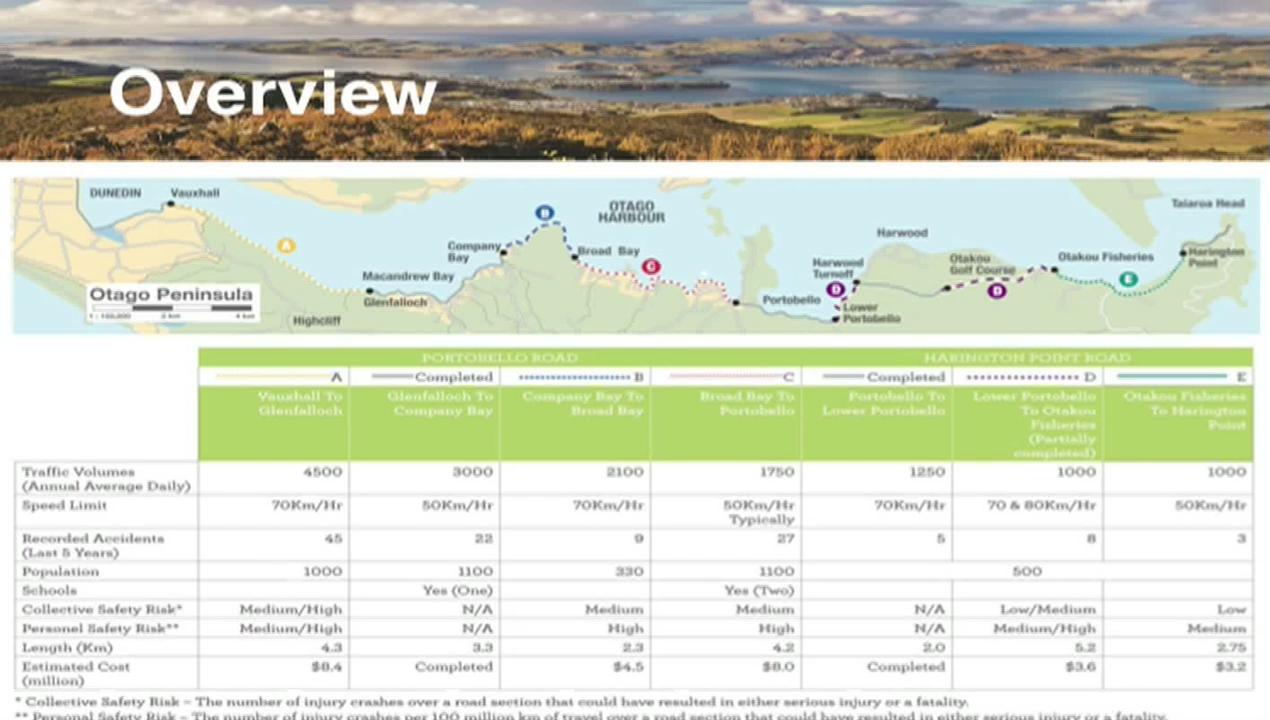 Overview
DUNEDIN
Vauxhall
A
Macandrew Bay
Glenfalloch
Highcliff
Otago Peninsula
2 km
4 km
Company
Bay
B
OTAGO
HARBOUR
Broad Bay
C
Portobello
Harwood
Harwood
Turnoff
D
Lower
Portobello
Otakou
Golf Course
D
Otakou Fisheries
E
Taiaroa Head
Harington
Point
PORTOBELLO ROAD HARINGTON POINT ROAD
A Completed B C Completed D E
Vauxhall To Glenfalloch To Company Bay To Broad Bay To Portobello To Lower Portobello Otakou Fisheries
Glenfalloch Company Bay Broad Bay Portobello Lower Portobello To Otakou To Harington
Fisheries Point
(Partially
completed)
Traffic Volumes 4500 3000 2100 1750 1250 1000 1000
(Annual Average Daily)
Speed Limit 70Km/Hr 50Km/Hr 70Km/Hr 50Km/Hr 70Km/Hr 70 & 80Km/Hr 50Km/Hr
Typically
Recorded Accidents 45 22 9 27 5 8 3
(Last 5 Years)
Population 1000 1100 330 1100 500
Schools Yes (One) Yes (Two)
Collective Safety Risk* Medium/High N/A Medium Medium N/A Low/Medium Low
Personel Safety Risk** Medium/High N/A High High N/A Medium/High Medium
Length (Km) 4.3 3.3 2.3 4.2 2.0 5.2 2.75
Estimated Cost $8.4 Completed $4.5 $8.0 Completed $3.6 $3.2
(million)
* Collective Safety Risk - The number of injury crashes over a road section that could have resulted in either serious injury or a fatality.
** Personal Safety Risk - The number of injury crashes per 100 million km of travel over a road section that could have resulted in either serious injury or a fatality.